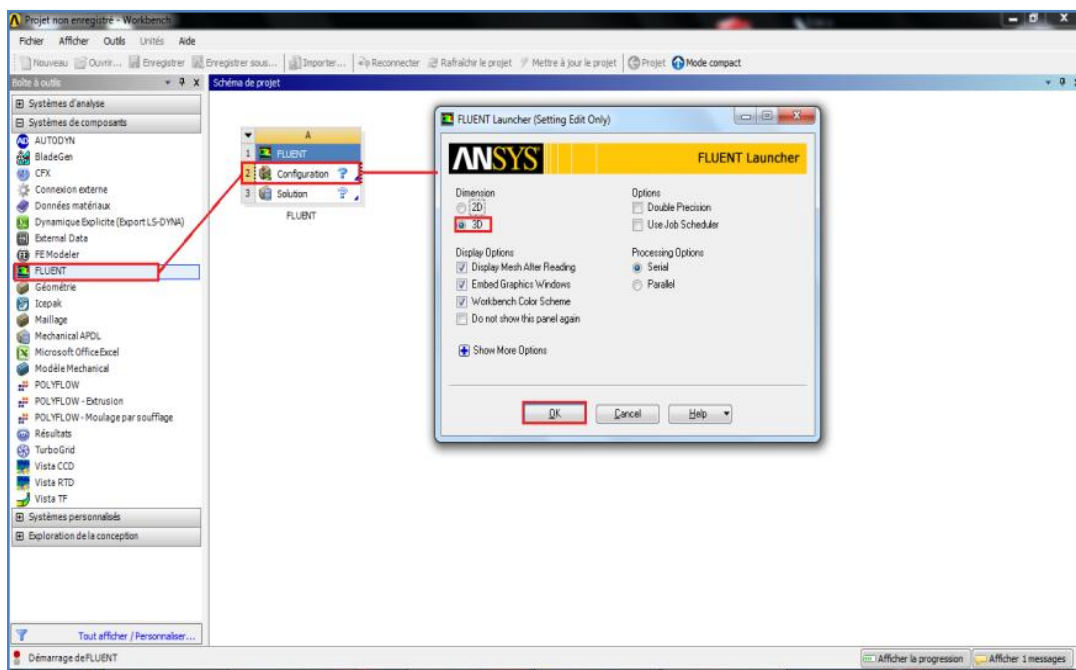 Projet non enregistré - Workbench
Fichier Afficher Outils Unités Aide
Nouveau Ouvrir... Enregistrer Enregistrer sous... Importer... Reconnecter Rafraîchir le projet Mettre à jour le projet Projet Mode compact
Boîte à outils
Schéma de projet
Systèmes d'analyse
Systèmes de composants
AUTODYN
BladeGen
CFX
Connexion externe
Données matériaux
Dynamique Explicite (Export LS-DYNA)
External Data
FE Modeler
FLUENT
Géométrie
Icepak
Maillage
Mechanical APDL
Microsoft Office Excel
Modèle Mechanical
POLYFLOW
POLYFLOW - Extrusion
POLYFLOW - Moulage par soufflage
Résultats
TurboGrid
Vista CCD
Vista RTD
Vista TF
Systèmes personnalisés
Exploration de la conception
Tout afficher / Personnaliser...
A
1 FLUENT
2 Configuration ?
3 Solution ?
FLUENT
FLUENT Launcher (Setting Edit Only)
ANSYS
FLUENT Launcher
Dimension
2D
3D
Options
Double Precision
Use Job Scheduler
Display Options
Display Mesh After Reading
Embed Graphics Windows
Workbench Color Scheme
Do not show this panel again
Processing Options
Serial
Parallel
Show More Options
OK Cancel Help
Démarrage de FLUENT
Afficher la progression Afficher 1 messages